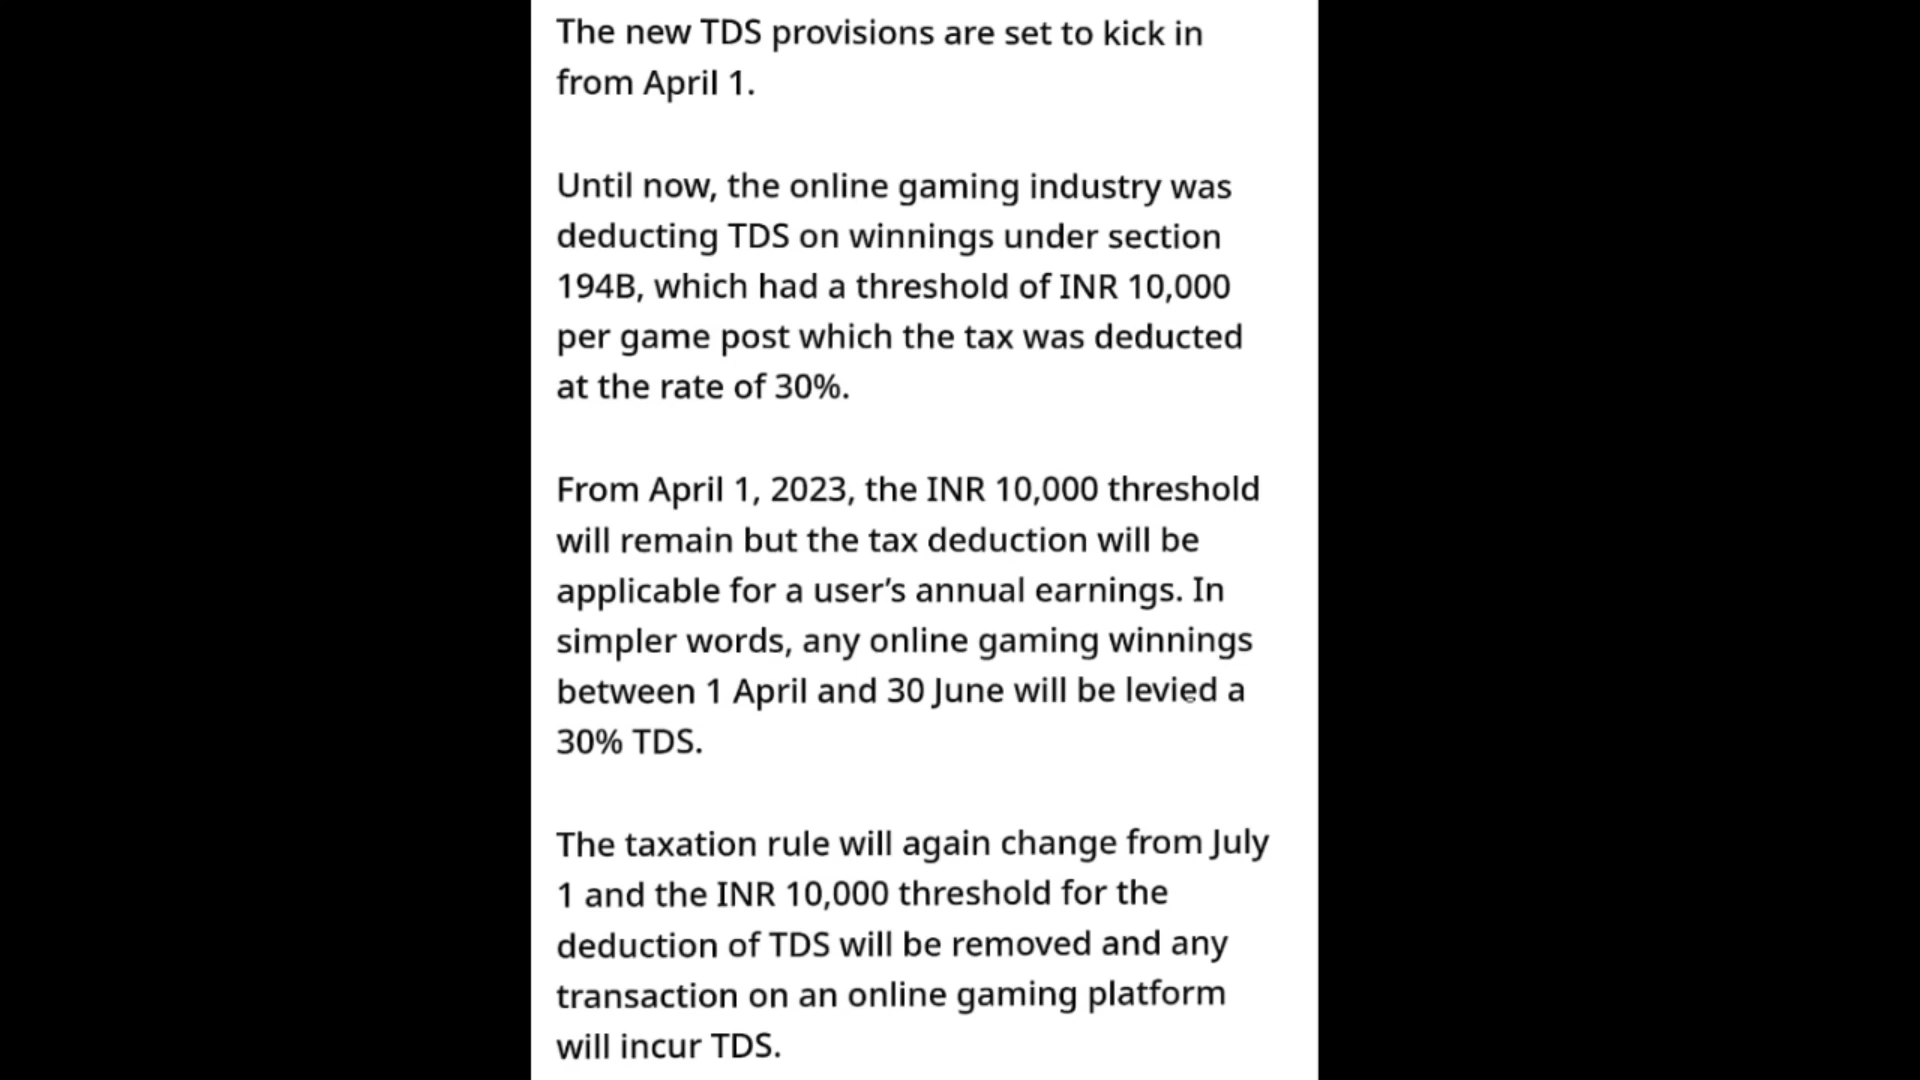 The new TDS provisions are set to kick in
from April 1.
Until now, the online gaming industry was
deducting TDS on winnings under section
194B, which had a threshold of INR 10,000
per game post which the tax was deducted
at the rate of 30%.
From April 1, 2023, the INR 10,000 threshold
will remain but the tax deduction will be
applicable for a user’s annual earnings. In
simpler words, any online gaming winnings
between 1 April and 30 June will be levied a
30% TDS.
The taxation rule will again change from July
1 and the INR 10,000 threshold for the
deduction of TDS will be removed and any
transaction on an online gaming platform
will incur TDS.